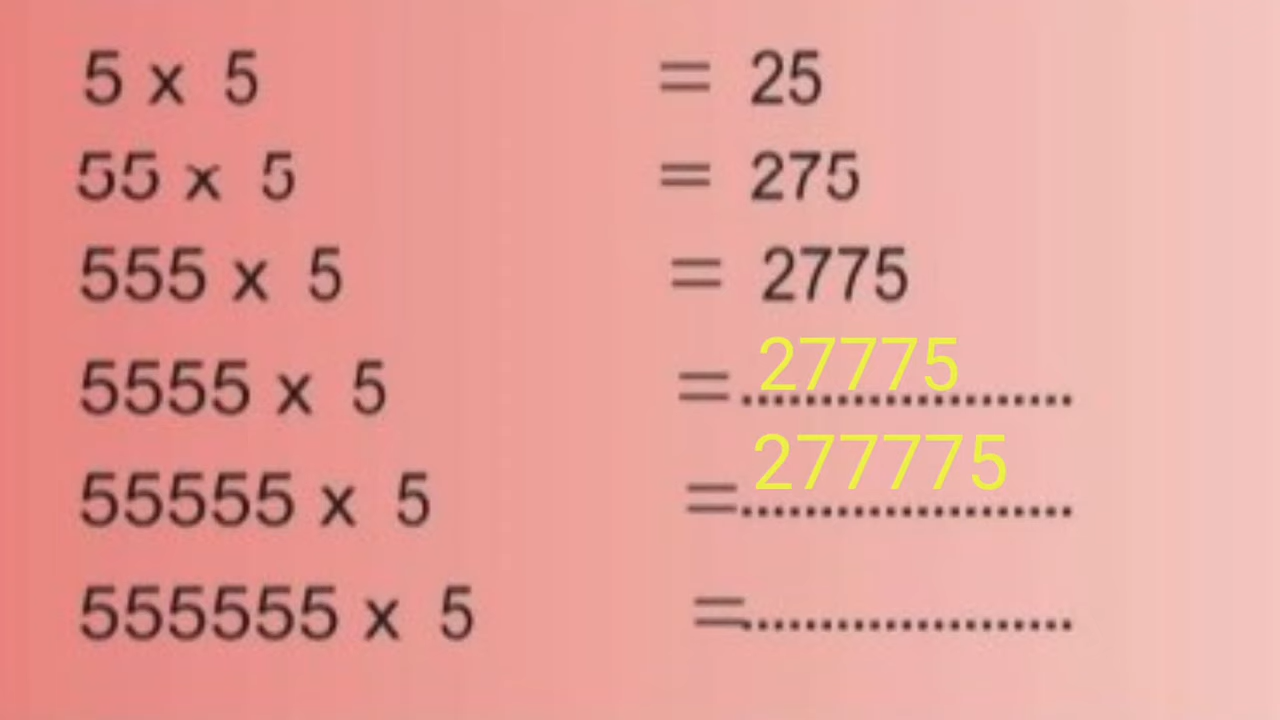 5 x 5 = 25
55 x 5 = 275
555 x 5 = 2775
5555 x 5 = 27775
55555 x 5 = 277775
555555 x 5 = ....................